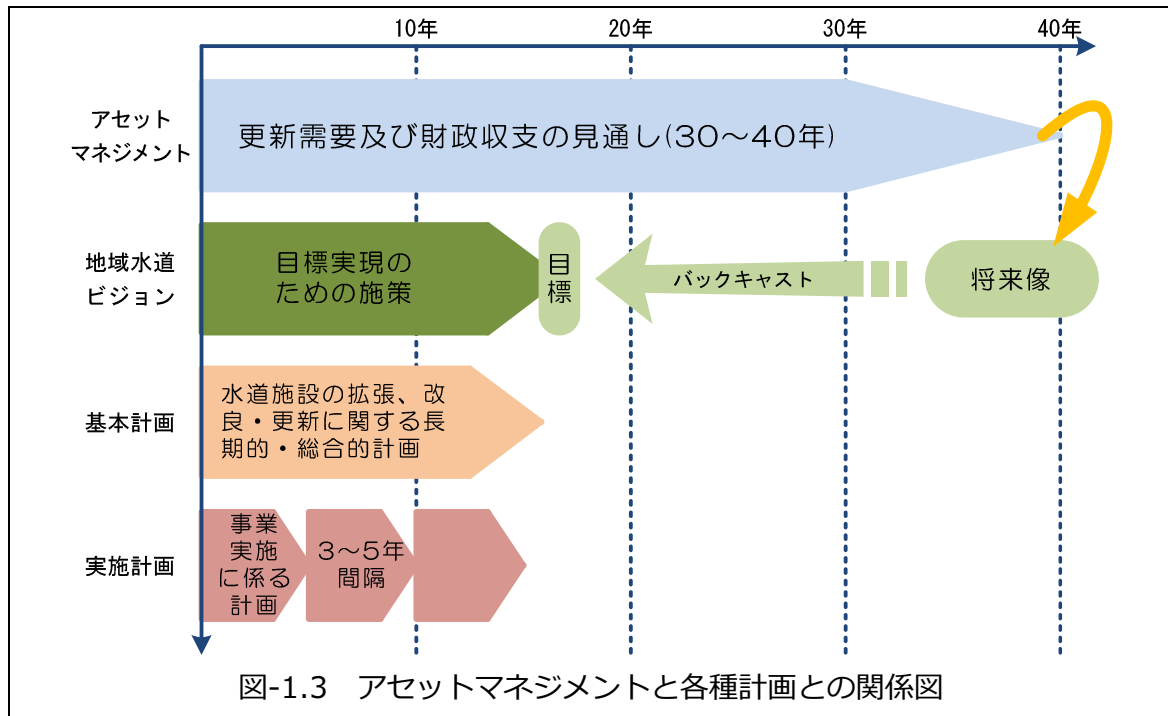 10年
20年
30年
40年
アセット
マネジメント
更新需要及び財政収支の見通し(30～40年)
地域水道
ビジョン
目標実現の
ための施策
目
標
バックキャスト
将来像
基本計画
水道施設の拡張、改
良・更新に関する長
期的・総合的計画
実施計画
事業
実施
に係る
計画
3～5年
間隔
図-1.3　アセットマネジメントと各種計画との関係図